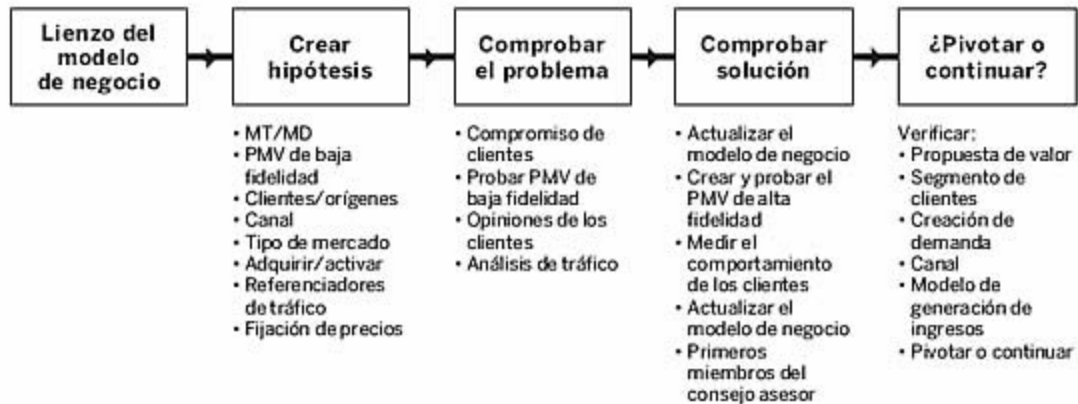 Lienzo del
modelo
de negocio
Crear
hipótesis
Comprobar
el problema
Comprobar
solución
¿Pivotar o
continuar?
• MT/MD
• PMV de baja
fidelidad
• Clientes/orígenes
• Canal
• Tipo de mercado
• Adquirir/activar
• Referenciadores
de tráfico
• Fijación de precios
• Compromiso de
clientes
• Probar PMV de
baja fidelidad
• Opiniones de los
clientes
• Análisis de tráfico
• Actualizar el
modelo de negocio
• Crear y probar el
PMV de alta
fidelidad
• Medir el
comportamiento
de los clientes
• Actualizar el
modelo de negocio
• Primeros
miembros del
consejo asesor
Verificar:
• Propuesta de valor
• Segmento de
clientes
• Creación de
demanda
• Canal
• Modelo de
generación de
ingresos
• Pivotar o continuar